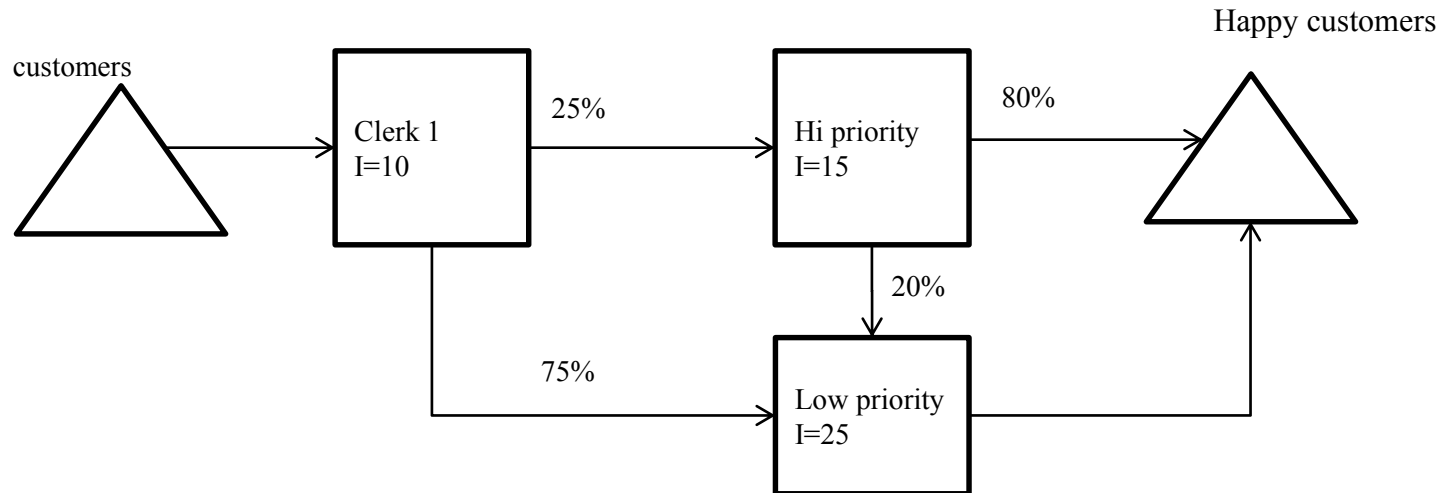 Happy customers
customers
25%
80%
Clerk 1
I=10
Hi priority
I=15
20%
75%
Low priority
I=25